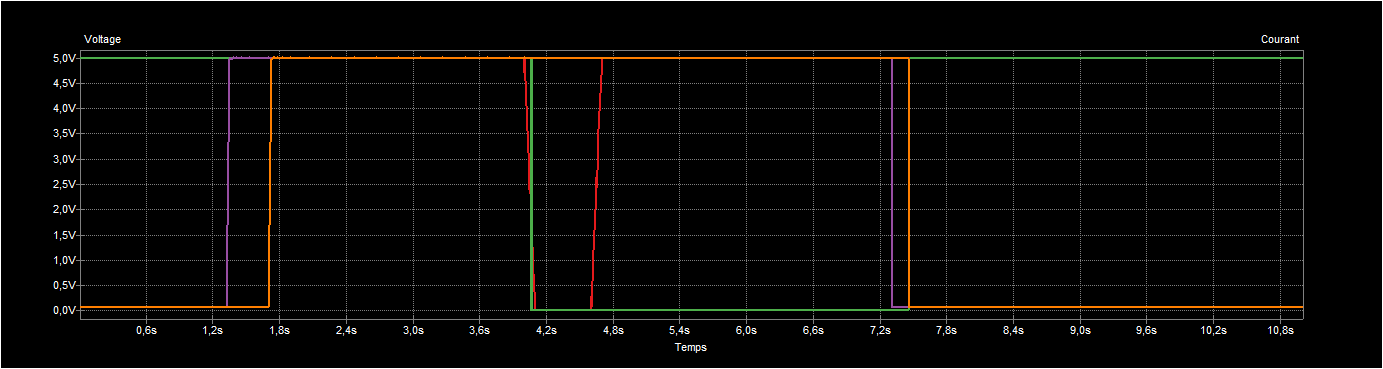 Voltage Courant
5,0V
4,5V
4,0V
3,5V
3,0V
2,5V
2,0V
1,5V
1,0V
0,5V
0,0V
0,6s 1,2s 1,8s 2,4s 3,0s 3,6s 4,2s 4,8s 5,4s 6,0s 6,6s 7,2s 7,8s 8,4s 9,0s 9,6s 10,2s 10,8s
Temps